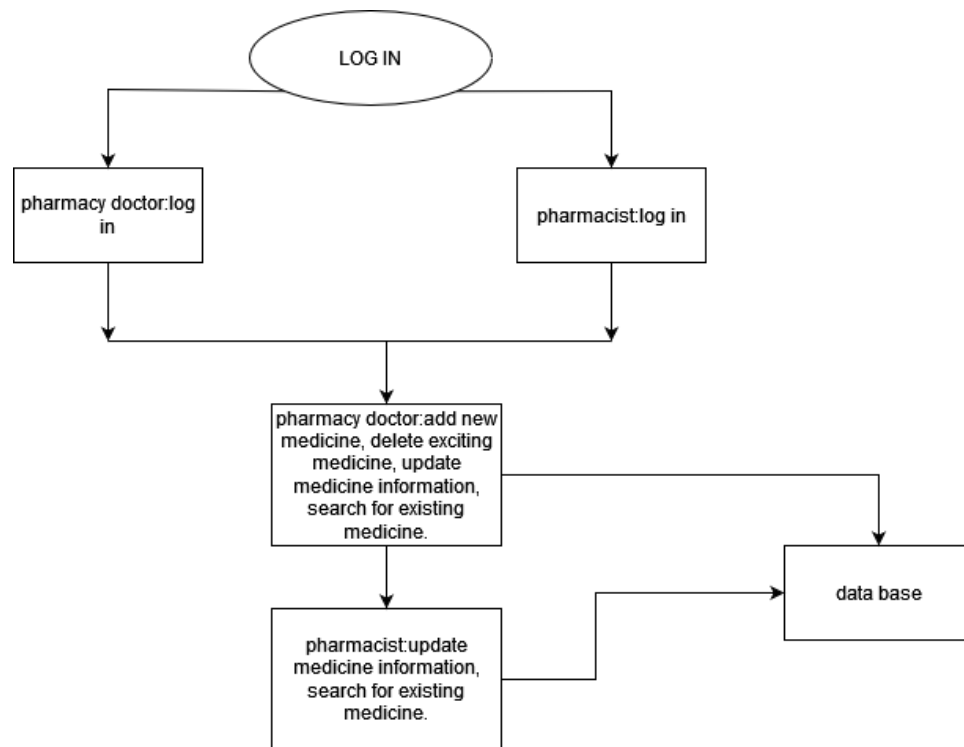 LOG IN
pharmacy doctor:log
in
pharmacist:log in
pharmacy doctor:add new
medicine, delete exciting
medicine, update
medicine information,
search for existing
medicine.
data base
pharmacist:update
medicine information,
search for existing
medicine.